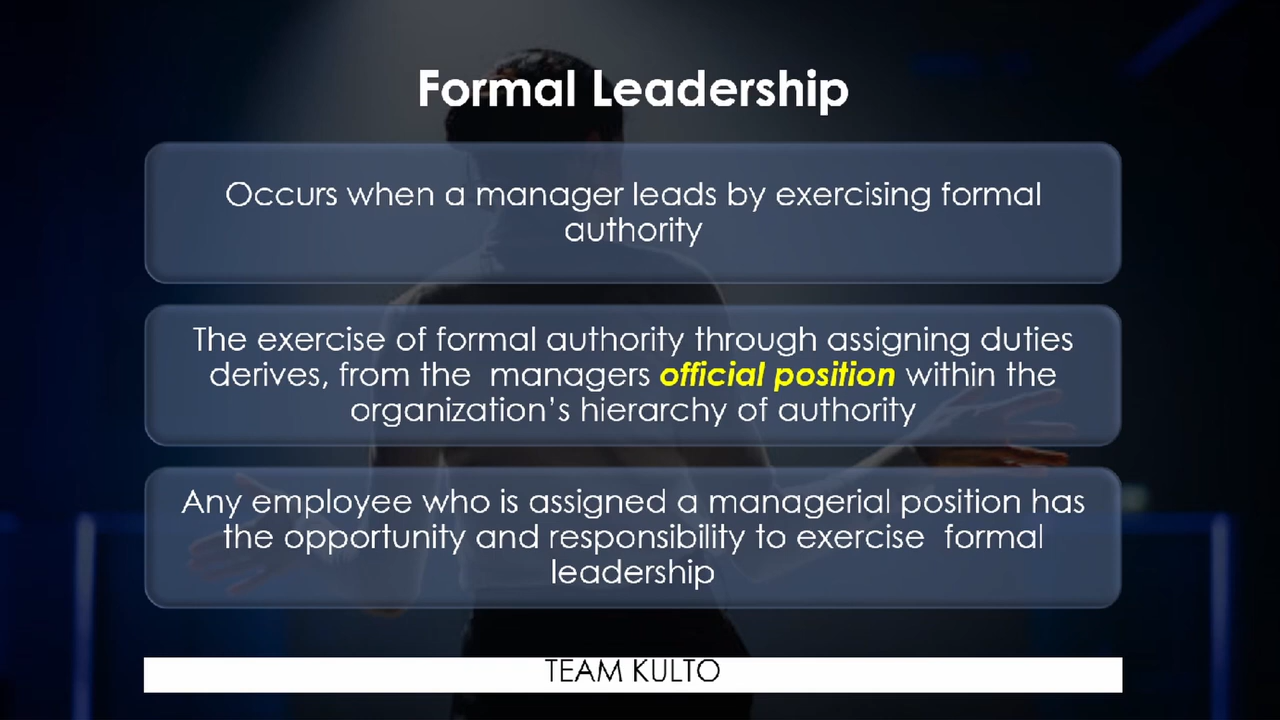 Formal Leadership
Occurs when a manager leads by exercising formal
authority
The exercise of formal authority through assigning duties
derives, from the  managers official position within the
organization’s hierarchy of authority
Any employee who is assigned a managerial position has
the opportunity and responsibility to exercise  formal
leadership
TEAM KULTO